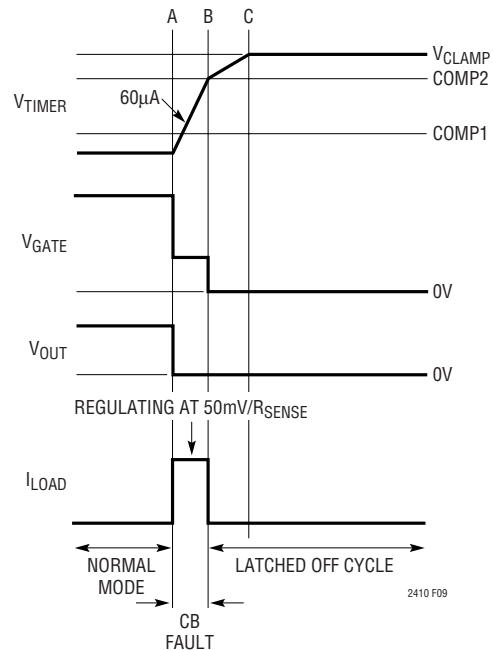 A B C
VCLAMP
COMP2
VTIMER
60µA
COMP1
VGATE
0V
VOUT
0V
REGULATING AT 50mV/RSENSE
ILOAD
NORMAL
MODE
LATCHED OFF CYCLE
2410 F09
CB
FAULT